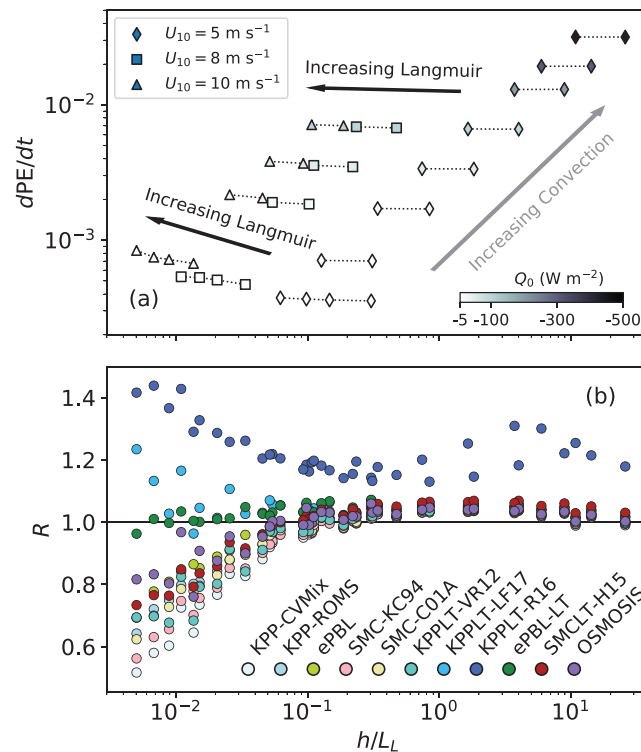 U₁₀ = 5 m s⁻¹
U₁₀ = 8 m s⁻¹
U₁₀ = 10 m s⁻¹
Increasing Langmuir
10⁻²
dPE/dt
Increasing Langmuir
Increasing Convection
10⁻³
(a)
Q₀ (W m⁻²)
-5 -100 -300 -500
(b)
1.4
1.2
R
1.0
0.8
0.6
KPP-CVMix
KPP-ROMS
ePBL
SMC-KC94
SMC-C01A
KPPLT-VR12
KPPLT-LF17
KPPLT-R16
ePBL-LT
SMCLT-H15
OSMOSIS
10⁻² 10⁻¹ 10⁰ 10¹
h/L_L